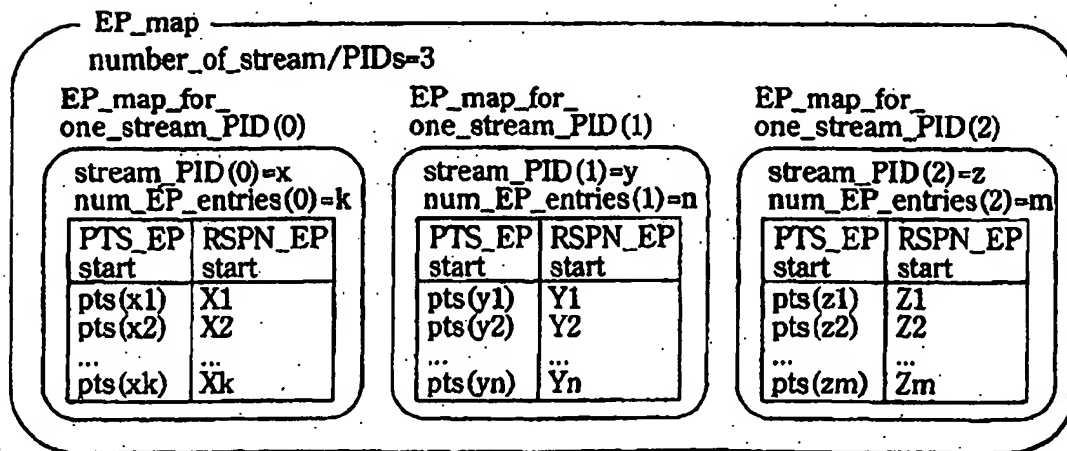 EP_map
number_of_stream/PIDs=3
EP_map_for_
one_stream_PID(0)
stream_PID(0)=x
num_EP_entries(0)=k
PTS_EP RSPN_EP
start start
pts(x1) X1
pts(x2) X2
... ...
pts(xk) Xk
EP_map_for_
one_stream_PID(1)
stream_PID(1)=y
num_EP_entries(1)=n
PTS_EP RSPN_EP
start start
pts(y1) Y1
pts(y2) Y2
... ...
pts(yn) Yn
EP_map_for_
one_stream_PID(2)
stream_PID(2)=z
num_EP_entries(2)=m
PTS_EP RSPN_EP
start start
pts(z1) Z1
pts(z2) Z2
... ...
pts(zm) Zm